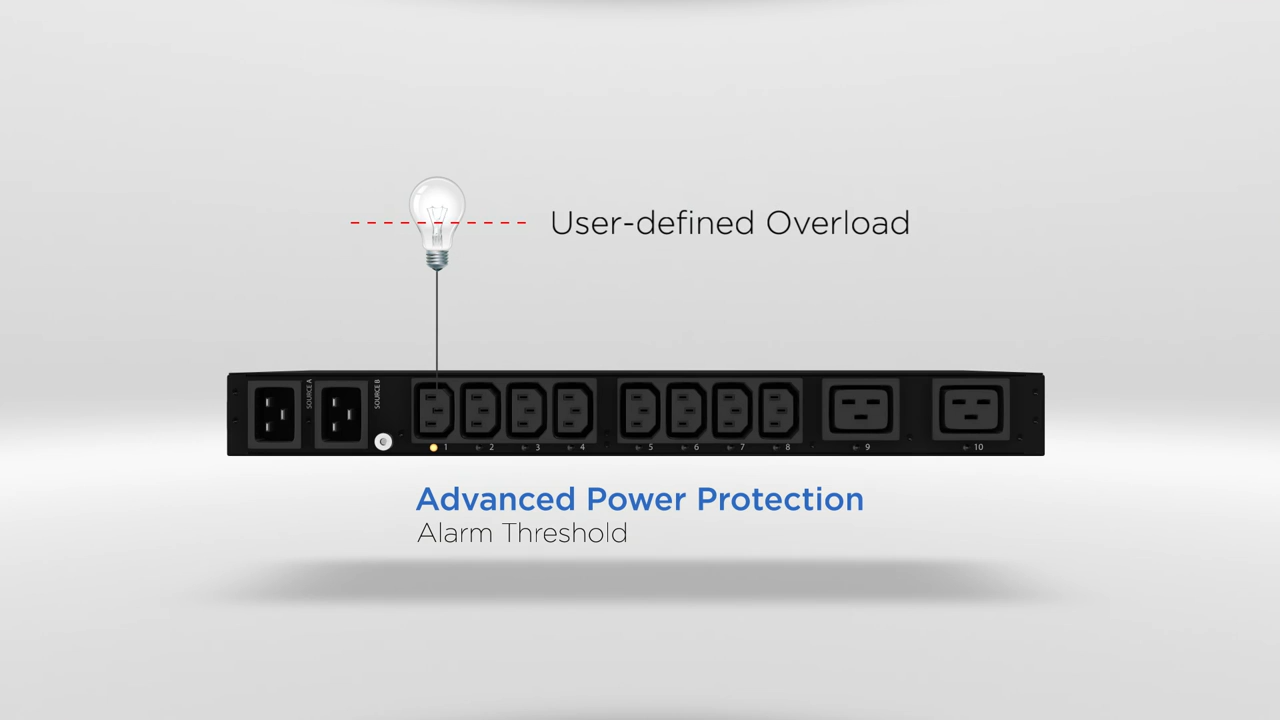 User-defined Overload
SOURCE A
SOURCE B
1 2 3 4 5 6 7 8 9 10
Advanced Power Protection
Alarm Threshold